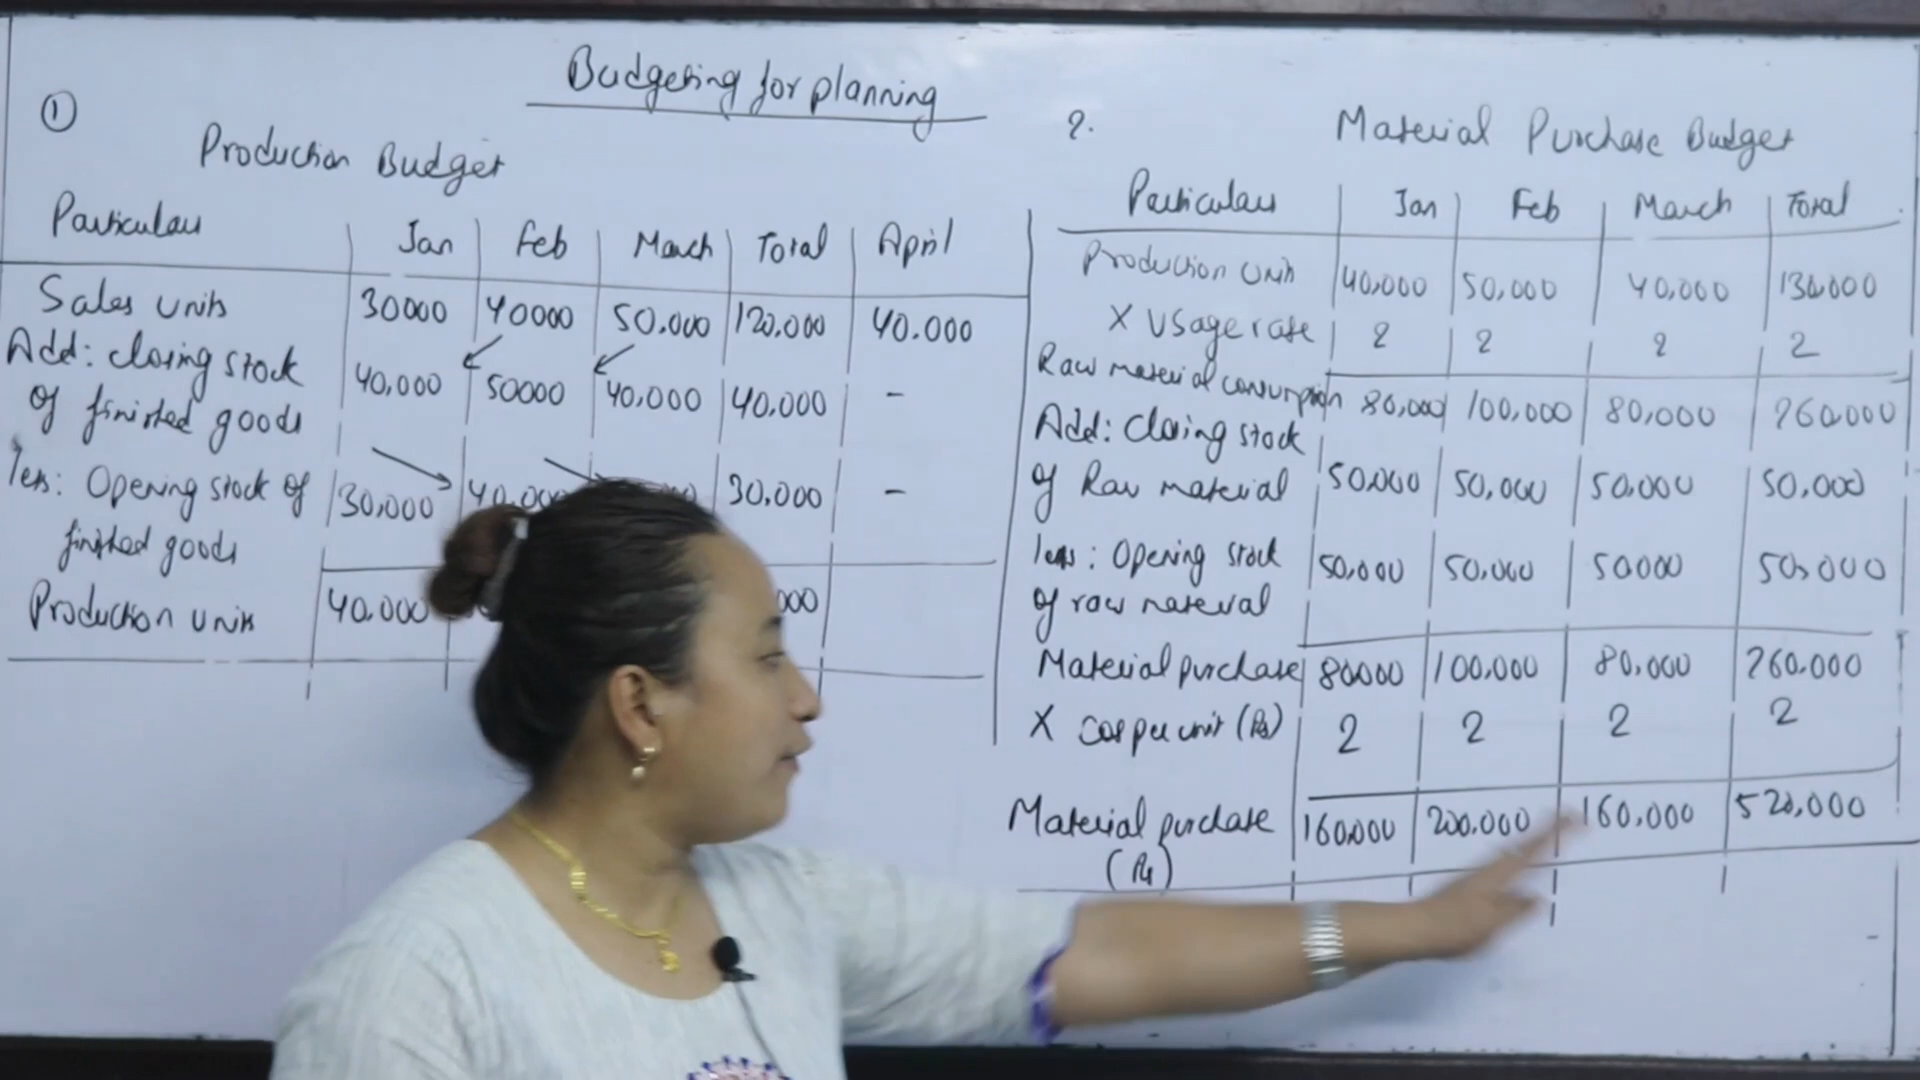 Budgeting for planning
①
Production Budget
Particulars Jan Feb March Total April
Sales units 30000 40000 50.000 120.000 40.000
Add: closing stock
of finished goods 40,000 50000 40,000 40,000 -
less: Opening stock of
finished goods 30,000 40,000 30.000 -
Production units 40.000
2.
Material Purchase Budget
Particulars Jan Feb March Total
Production Units 40,000 50,000 40,000 130,000
X Usage rate 2 2 2 2
Raw material consumption 80,000 100,000 80,000 260,000
Add: Closing stock
of Raw material 50,000 50,000 50,000 50,000
less: Opening stock
of raw material 50,000 50,000 50000 50,000
Material purchase 80000 100,000 80.000 260.000
X Cos per unit (Rs) 2 2 2 2
Material purchase
(Rs) 160,000 200.000 160,000 520,000